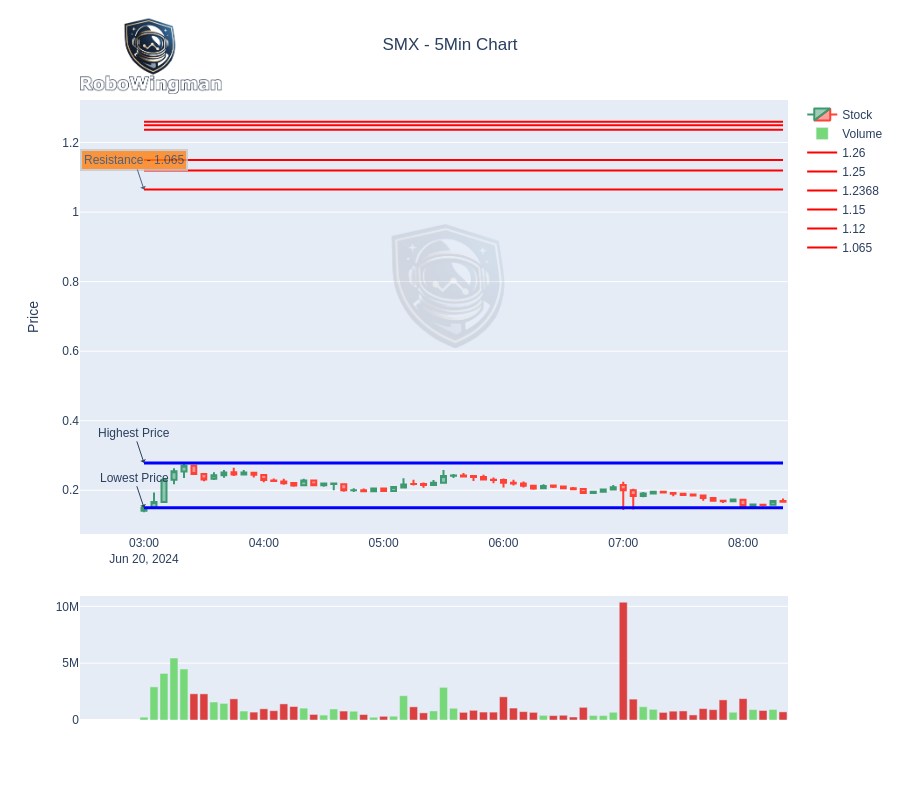 RoboWingman
SMX - 5Min Chart
Stock
Volume
1.26
1.25
1.2368
1.15
1.12
1.065
Price
1.2
1
0.8
0.6
0.4
0.2
Resistance - 1.065
Highest Price
Lowest Price
03:00
04:00
05:00
06:00
07:00
08:00
Jun 20, 2024
10M
5M
0